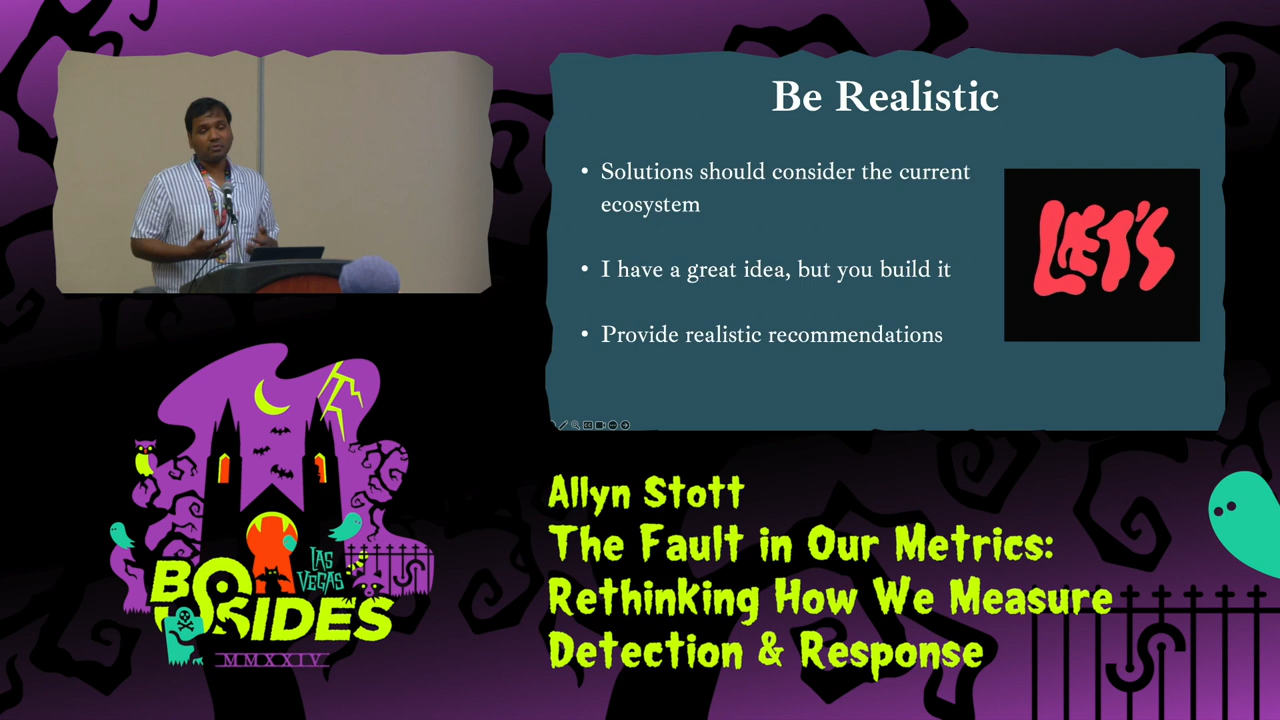 Be Realistic
• Solutions should consider the current
ecosystem
• I have a great idea, but you build it
• Provide realistic recommendations
LET'S
BSIDES
LAS
VEGAS
MMXXIV
Allyn Stott
The Fault in Our Metrics:
Rethinking How We Measure
Detection & Response